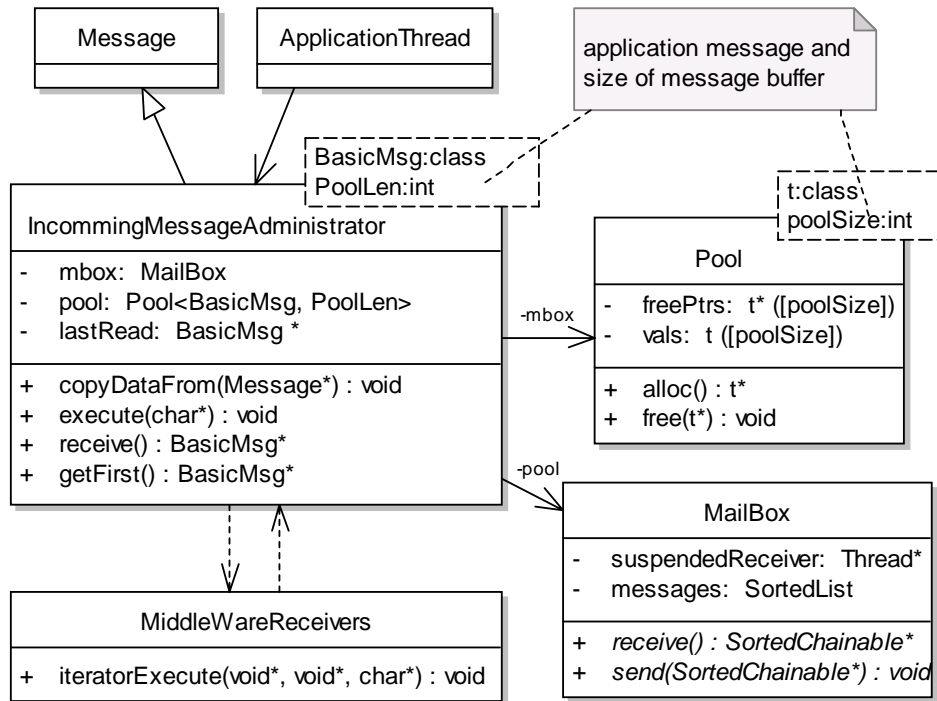 Message
ApplicationThread
application message and
size of message buffer
BasicMsg:class
PoolLen:int
t:class
poolSize:int
IncommingMessageAdministrator
- mbox: MailBox
- pool: Pool<BasicMsg, PoolLen>
- lastRead: BasicMsg *
+ copyDataFrom(Message*) : void
+ execute(char*) : void
+ receive() : BasicMsg*
+ getFirst() : BasicMsg*
-mbox
Pool
- freePtrs: t* ([poolSize])
- vals: t ([poolSize])
+ alloc() : t*
+ free(t*) : void
-pool
MailBox
- suspendedReceiver: Thread*
- messages: SortedList
+ receive() : SortedChainable*
+ send(SortedChainable*) : void
MiddleWareReceivers
+ iteratorExecute(void*, void*, char*) : void